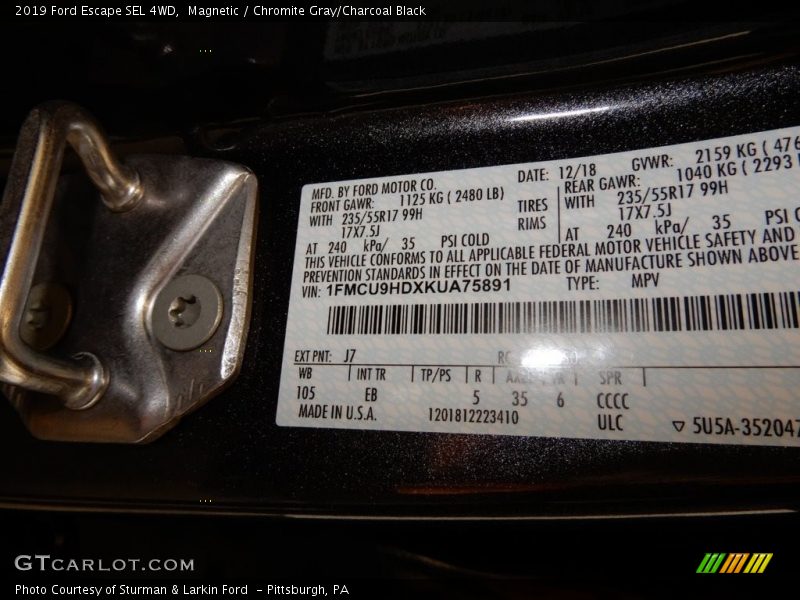 2019 Ford Escape SEL 4WD,  Magnetic / Chromite Gray/Charcoal Black
MFD. BY FORD MOTOR CO.
DATE: 12/18 GVWR: 2159 KG ( 476
FRONT GAWR: 1125 KG ( 2480 LB)
REAR GAWR: 1040 KG ( 2293
WITH 235/55R17 99H TIRES WITH 235/55R17 99H
17X7.5J RIMS 17X7.5J
AT 240 kPa/ 35 PSI COLD AT 240 kPa/ 35 PSI
THIS VEHICLE CONFORMS TO ALL APPLICABLE FEDERAL MOTOR VEHICLE SAFETY AND
PREVENTION STANDARDS IN EFFECT ON THE DATE OF MANUFACTURE SHOWN ABOVE.
VIN: 1FMCU9HDXKUA75891 TYPE: MPV
EXT PNT: J7
WB INT TR TP/PS R AXLE TR SPR
105 EB 5 35 6 CCCC
MADE IN U.S.A. 1201812223410 ULC 5U5A-352047
GTCARLOT.COM
Photo Courtesy of Sturman & Larkin Ford  - Pittsburgh, PA